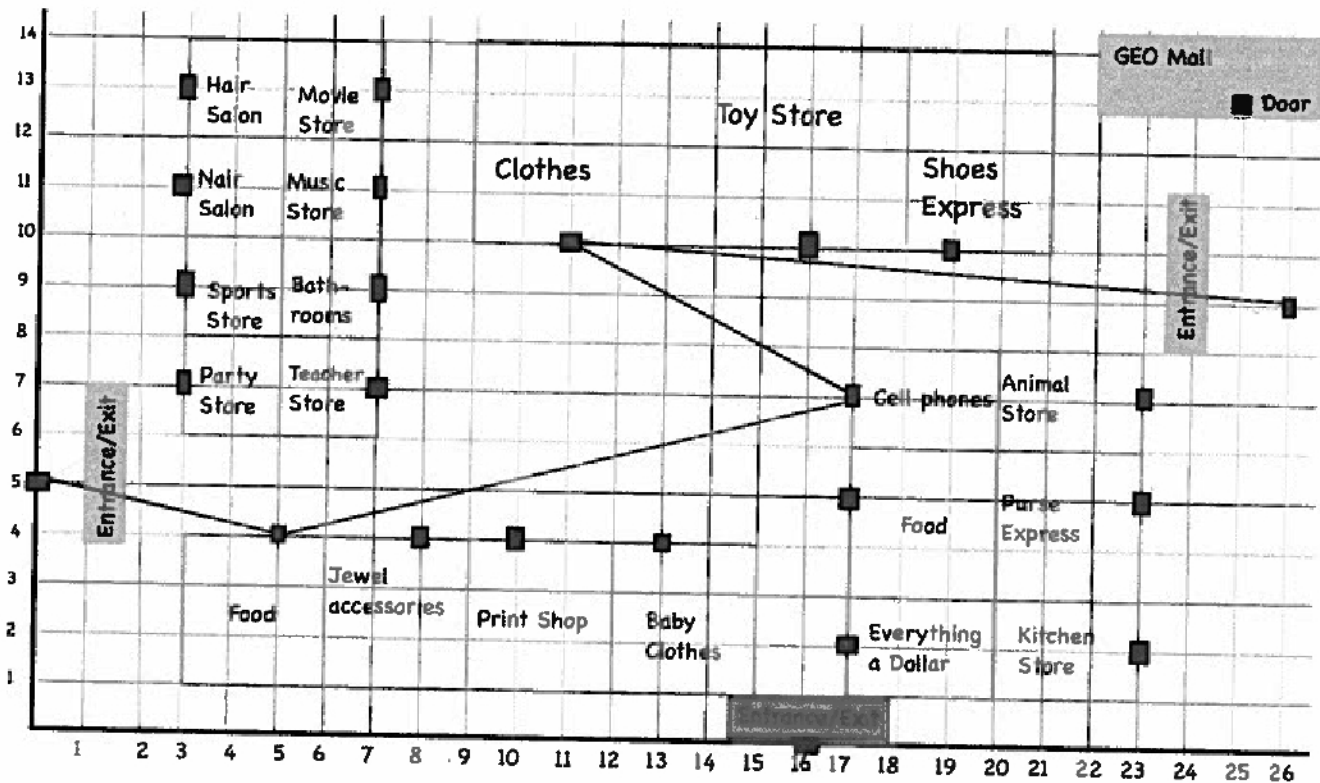 14
13
12
11
10
9
8
7
6
5
4
3
2
1
GEO Mall
Door
Hair
Salon
Movie
Store
Toy Store
Nair
Salon
Music
Store
Clothes
Shoes
Express
Entrance/Exit
Sports
Store
Bath-
rooms
Party
Store
Teacher
Store
Cell phones
Animal
Store
Entrance/Exit
Food
Purse
Express
Food
Jewel
accessories
Print Shop
Baby
Clothes
Everything
a Dollar
Kitchen
Store
Entrance/Exit
1 2 3 4 5 6 7 8 9 10 11 12 13 14 15 16 17 18 19 20 21 22 23 24 25 26